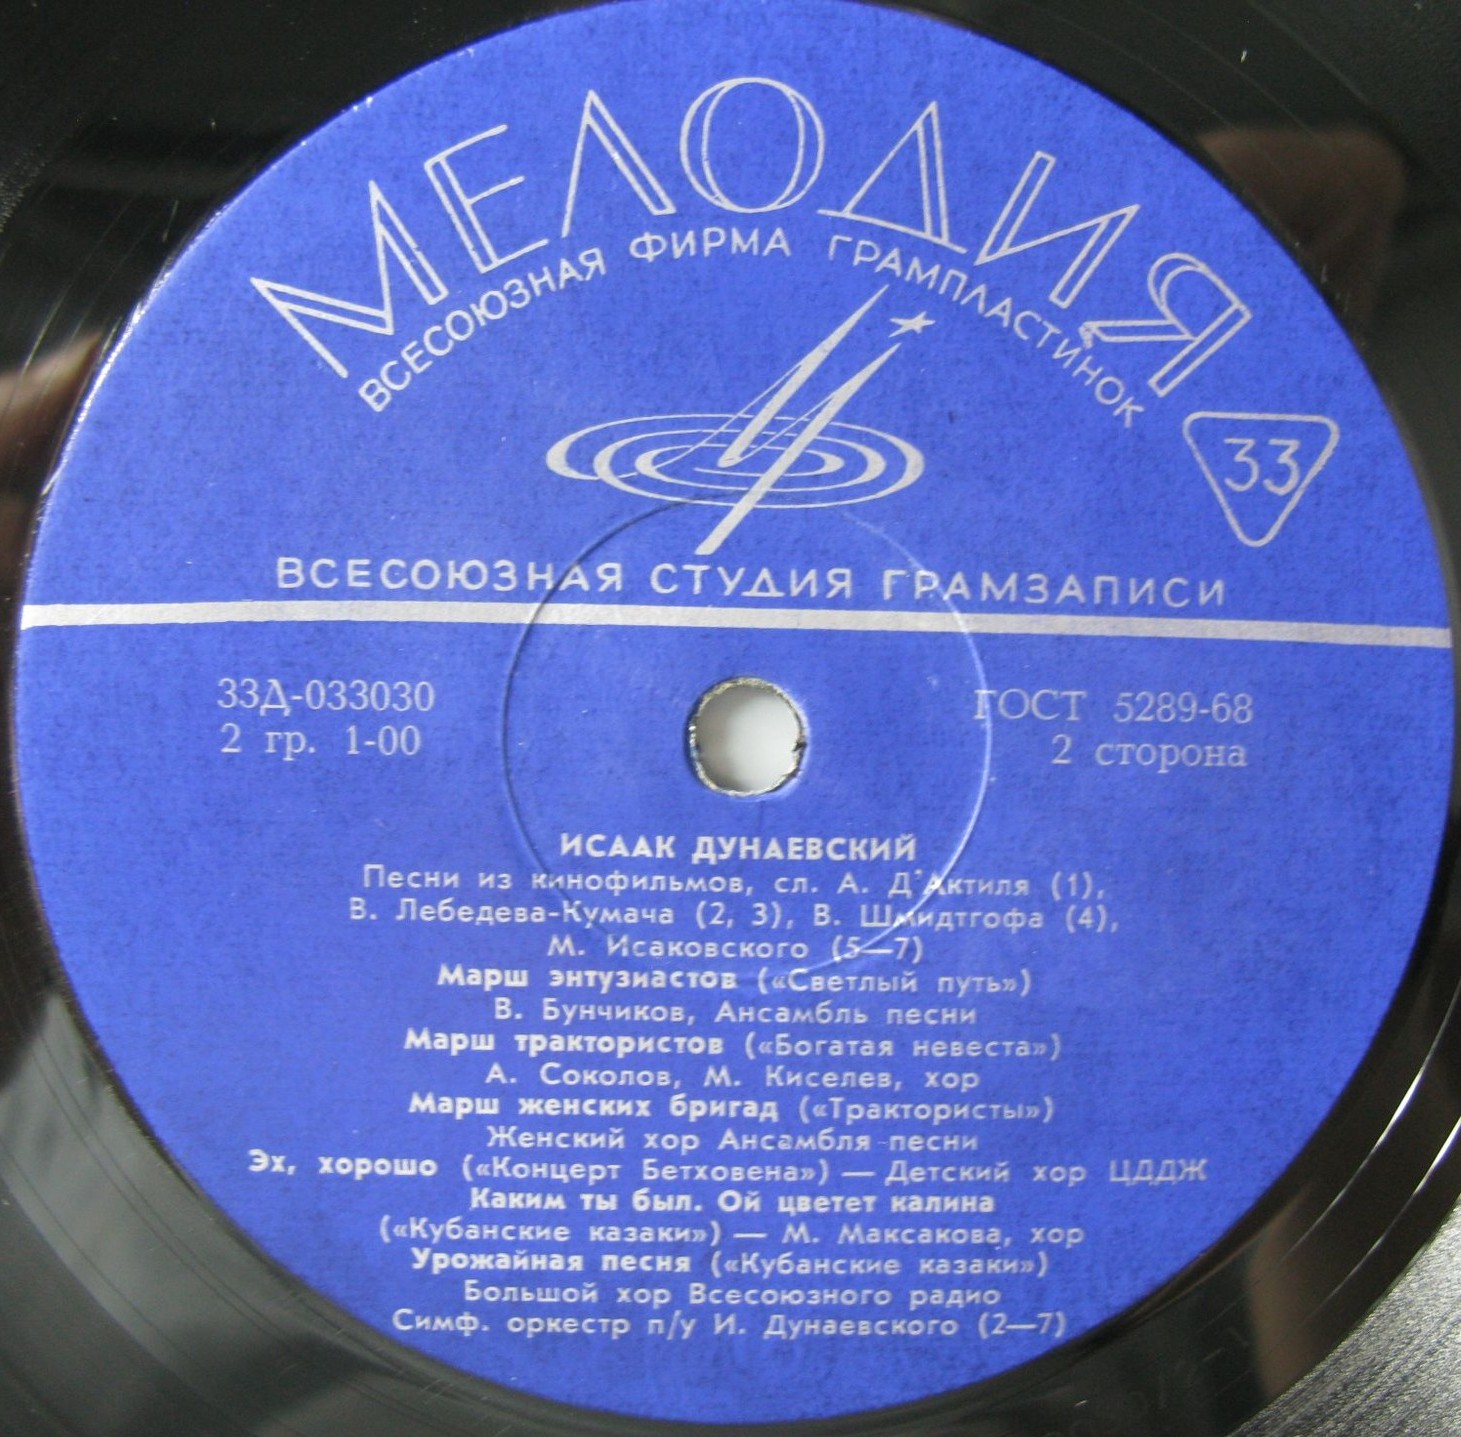 МЕЛОДИЯ
ВСЕСОЮЗНАЯ ФИРМА ГРАМПЛАСТИНОК
33
ВСЕСОЮЗНАЯ СТУДИЯ ГРАМЗАПИСИ
33Д-033030
2 гр. 1-00
ГОСТ 5289-68
2 сторона
ИСААК ДУНАЕВСКИЙ
Песни из кинофильмов, сл. А. Д'Актиля (1),
В. Лебедева-Кумача (2, 3), В. Шмидтгофа (4),
М. Исаковского (5—7)
Марш энтузиастов («Светлый путь»)
В. Бунчиков, Ансамбль песни
Марш трактористов («Богатая невеста»)
А. Соколов, М. Киселев, хор
Марш женских бригад («Трактористы»)
Женский хор Ансамбля песни
Эх, хорошо («Концерт Бетховена») — Детский хор ЦДДЖ
Каким ты был. Ой цветет калина
(«Кубанские казаки») — М. Максакова, хор
Урожайная песня («Кубанские казаки»)
Большой хор Всесоюзного радио
Симф. оркестр п/у И. Дунаевского (2—7)